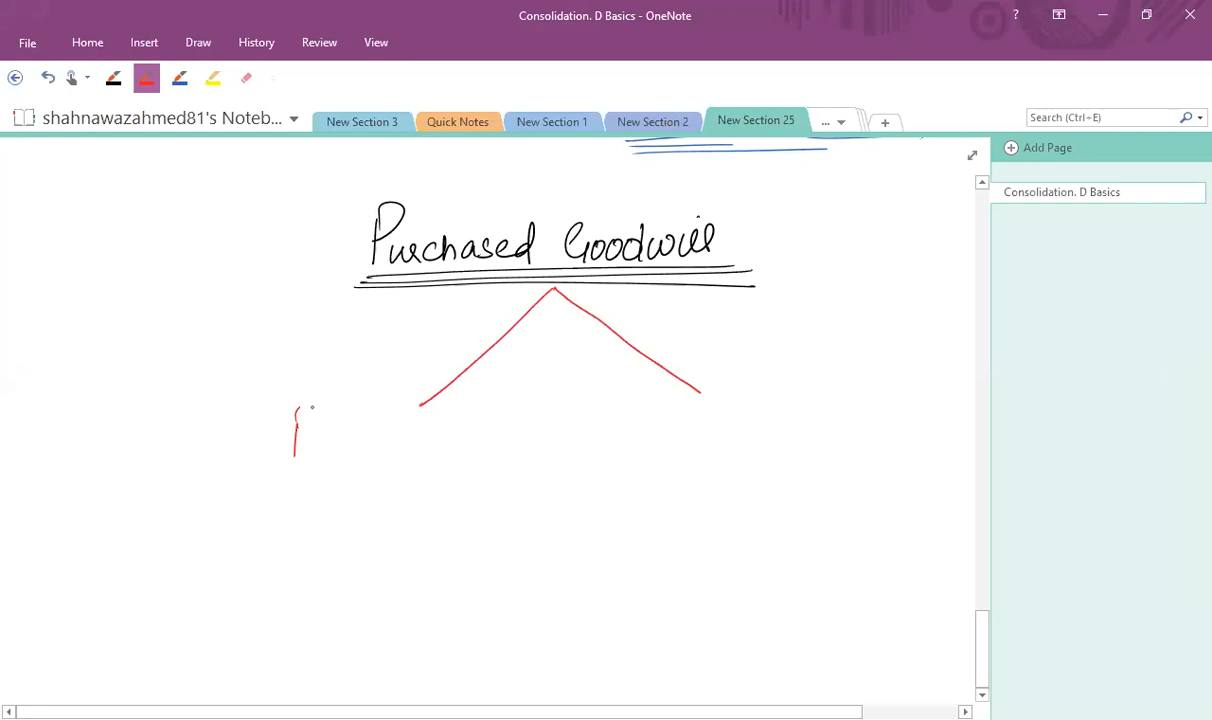 Consolidation. D Basics - OneNote
?
File Home Insert Draw History Review View
shahnawazahmed81's Noteb... New Section 3 Quick Notes New Section 1 New Section 2 New Section 25 ... + Search (Ctrl+E)
Add Page
Consolidation. D Basics
Purchased Goodwill